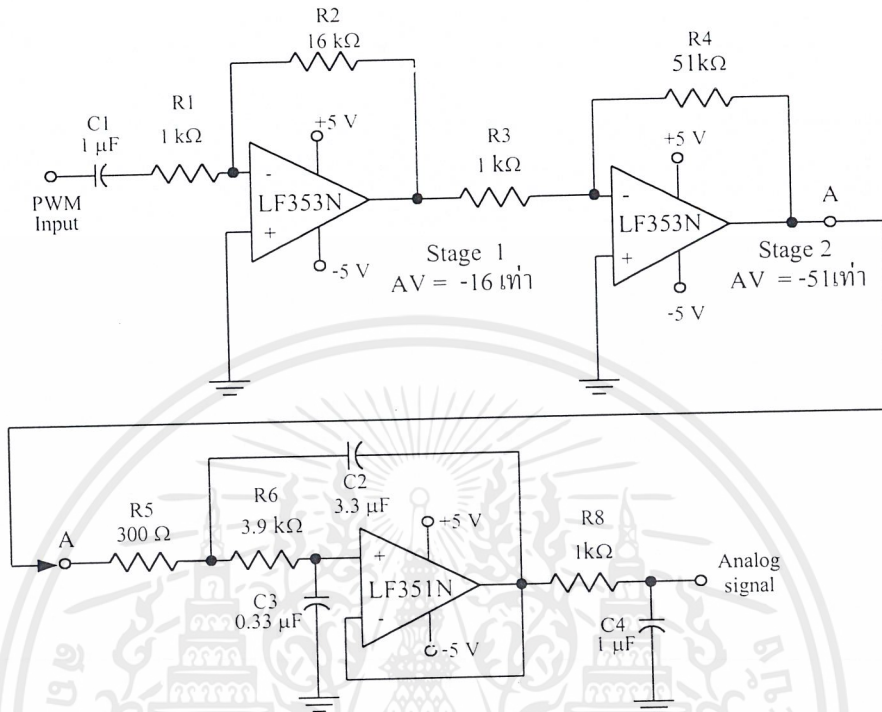 R2
16 kΩ
R4
51kΩ
C1
1 µF
R1
1 kΩ
+5 V
R3
1 kΩ
+5 V
PWM
Input
-
LF353N
+
-5 V
Stage 1
AV = -16 เท่า
-
LF353N
+
-5 V
A
Stage 2
AV = -51เท่า
C2
3.3 µF
A
R5
300 Ω
R6
3.9 kΩ
+5 V
R8
1kΩ
+
LF351N
-
-5 V
C3
0.33 µF
Analog
signal
C4
1 µF